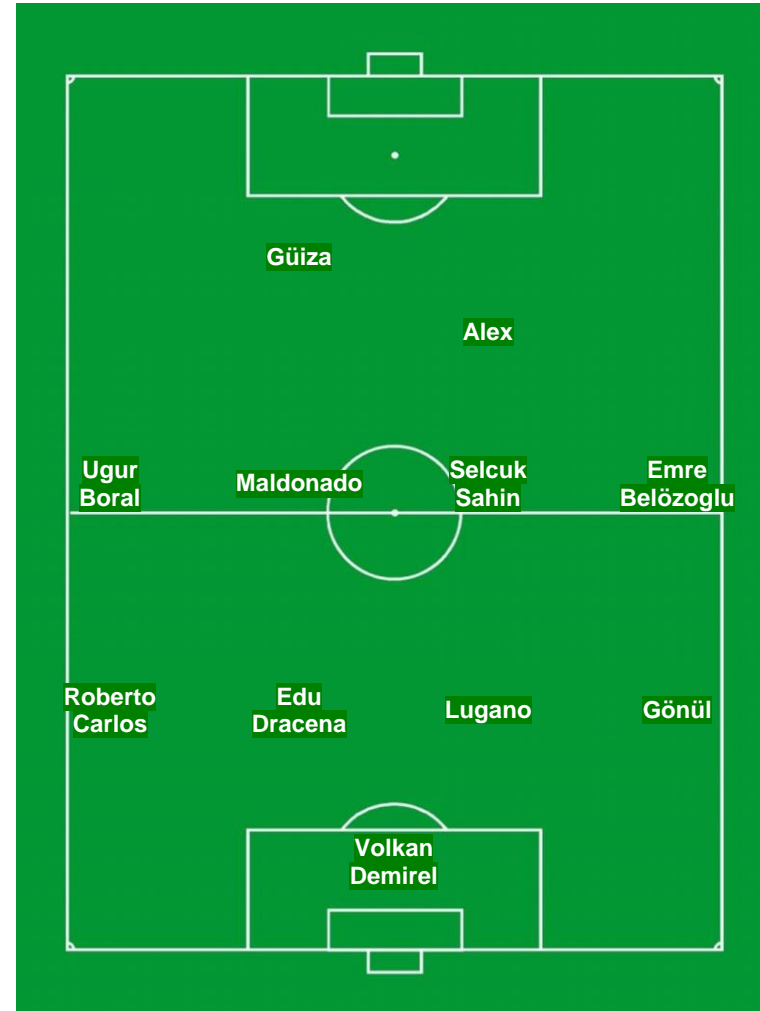 Güiza
Alex
Ugur
Boral
Maldonado
Selcuk
Sahin
Emre
Belözoglu
Roberto
Carlos
Edu
Dracena
Lugano
Gönül
Volkan
Demirel